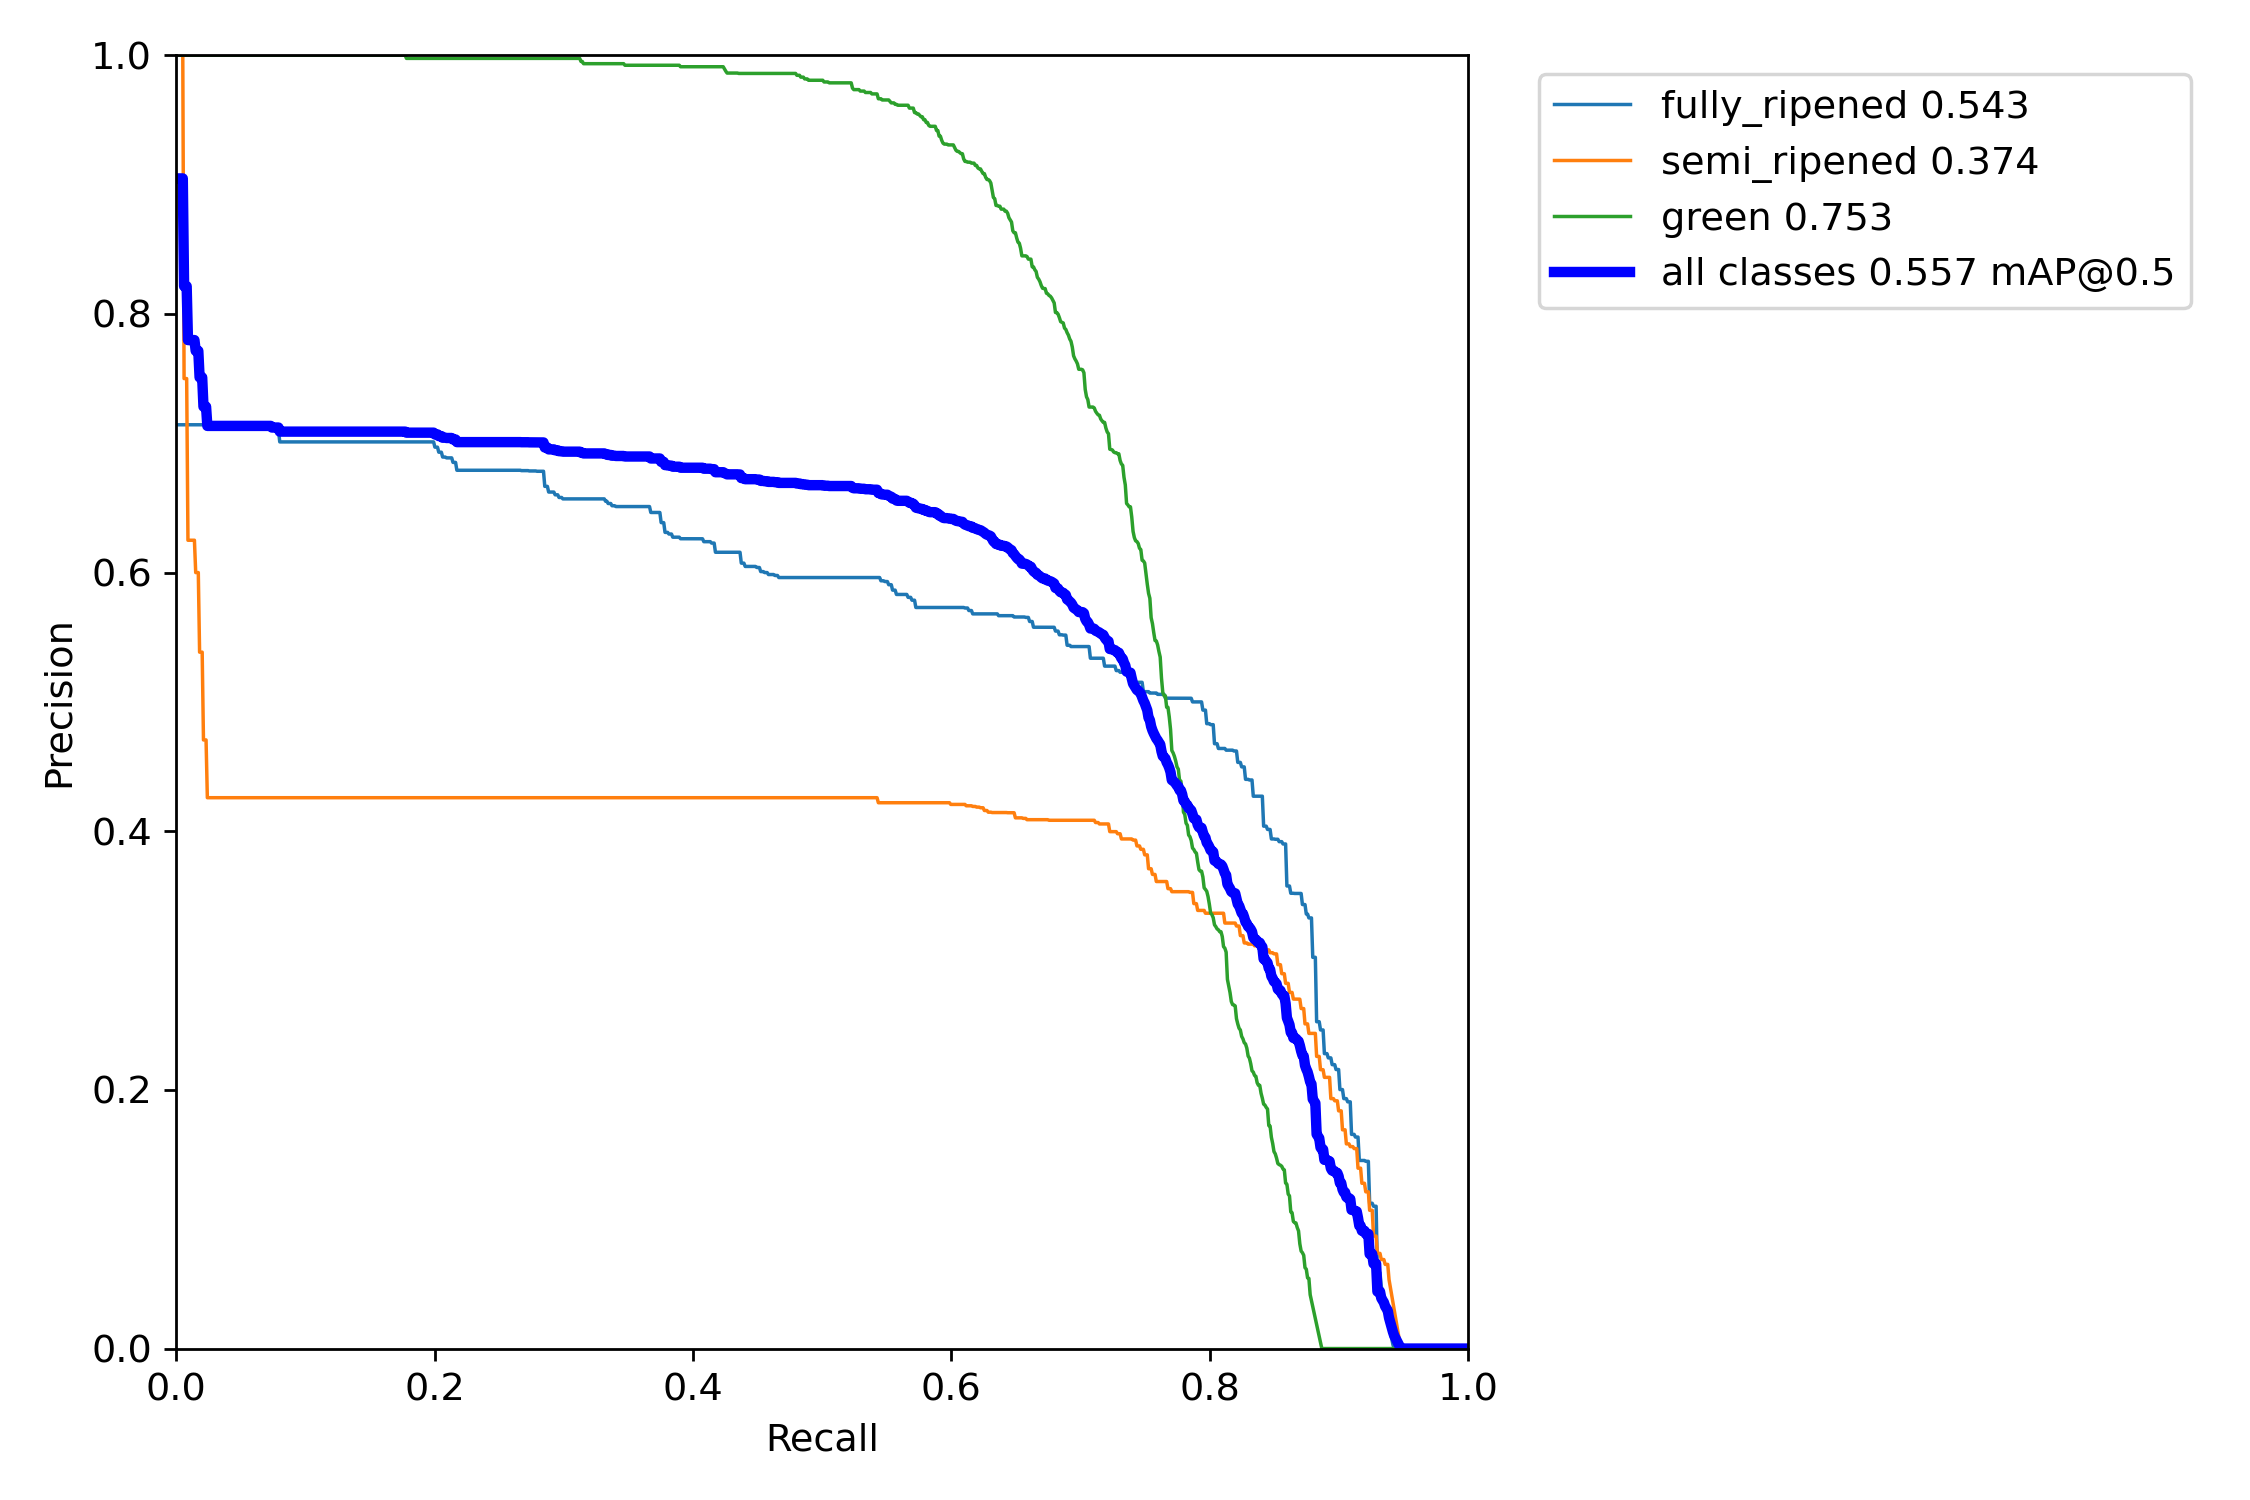 fully_ripened 0.543
semi_ripened 0.374
green 0.753
all classes 0.557 mAP@0.5
Precision
1.0
0.8
0.6
0.4
0.2
0.0
0.0 0.2 0.4 0.6 0.8 1.0
Recall